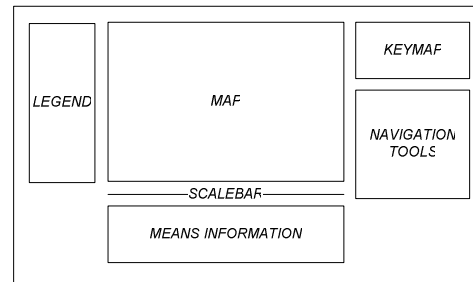 LEGEND
MAP
KEYMAP
NAVIGATION
TOOLS
SCALEBAR
MEANS INFORMATION